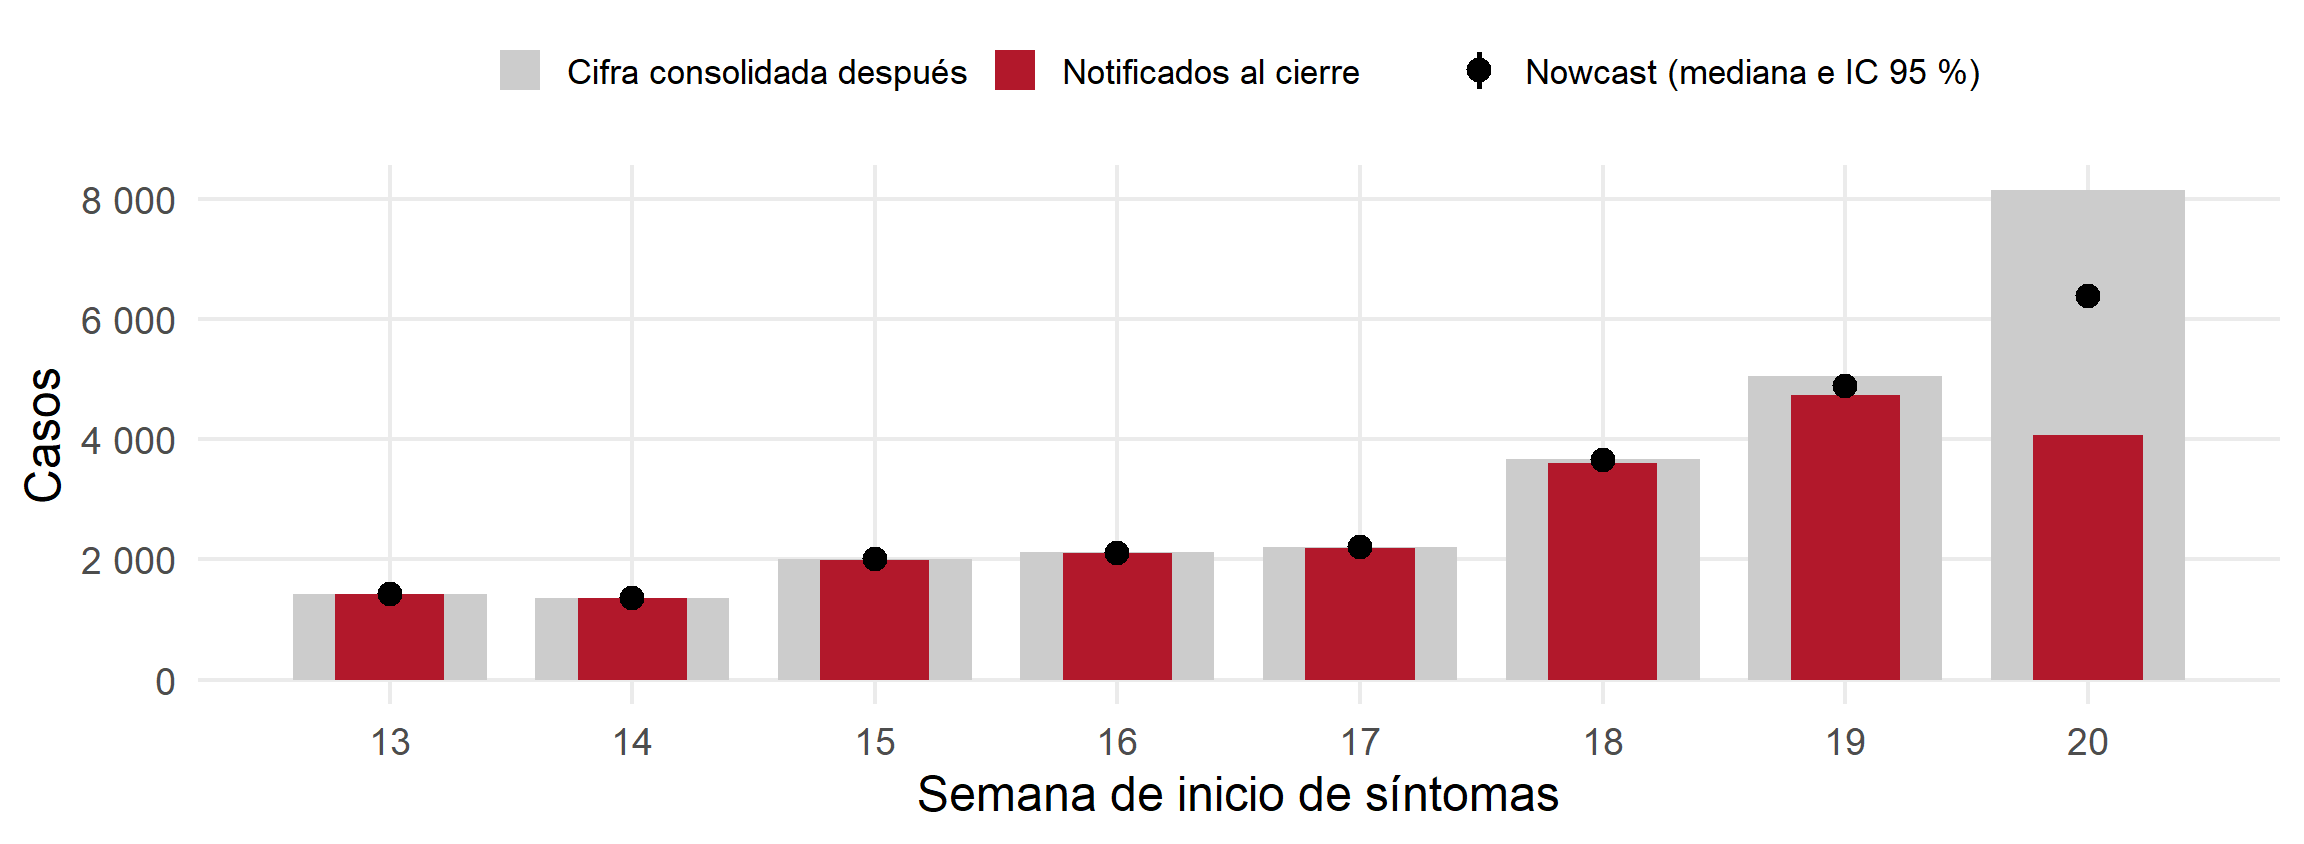 Cifra consolidada después Notificados al cierre Nowcast (mediana e IC 95 %)
8 000
6 000
4 000
2 000
0
Casos
13 14 15 16 17 18 19 20
Semana de inicio de síntomas